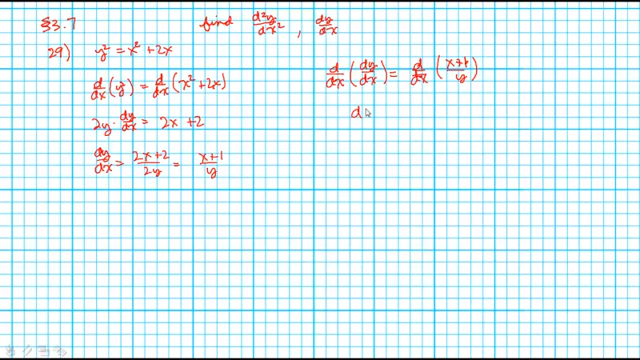 §3.7 find d²y/dx² , dy/dx
29) y² = x² + 2x
d/dx (y²) = d/dx (x² + 2x)
2y · dy/dx = 2x + 2
dy/dx = (2x+2)/2y = (x+1)/y
d/dx (dy/dx) = d/dx ((x+1)/y)
d